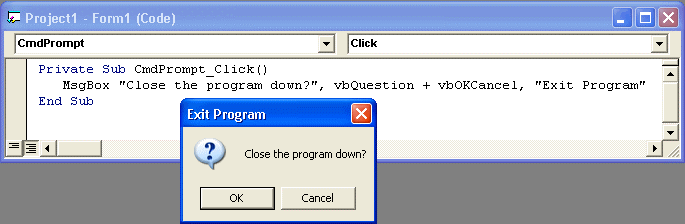 Project1 - Form1 (Code)
CmdPrompt Click
Private Sub CmdPrompt_Click()
MsgBox "Close the program down?", vbQuestion + vbOKCancel, "Exit Program"
End Sub
Exit Program
Close the program down?
OK Cancel